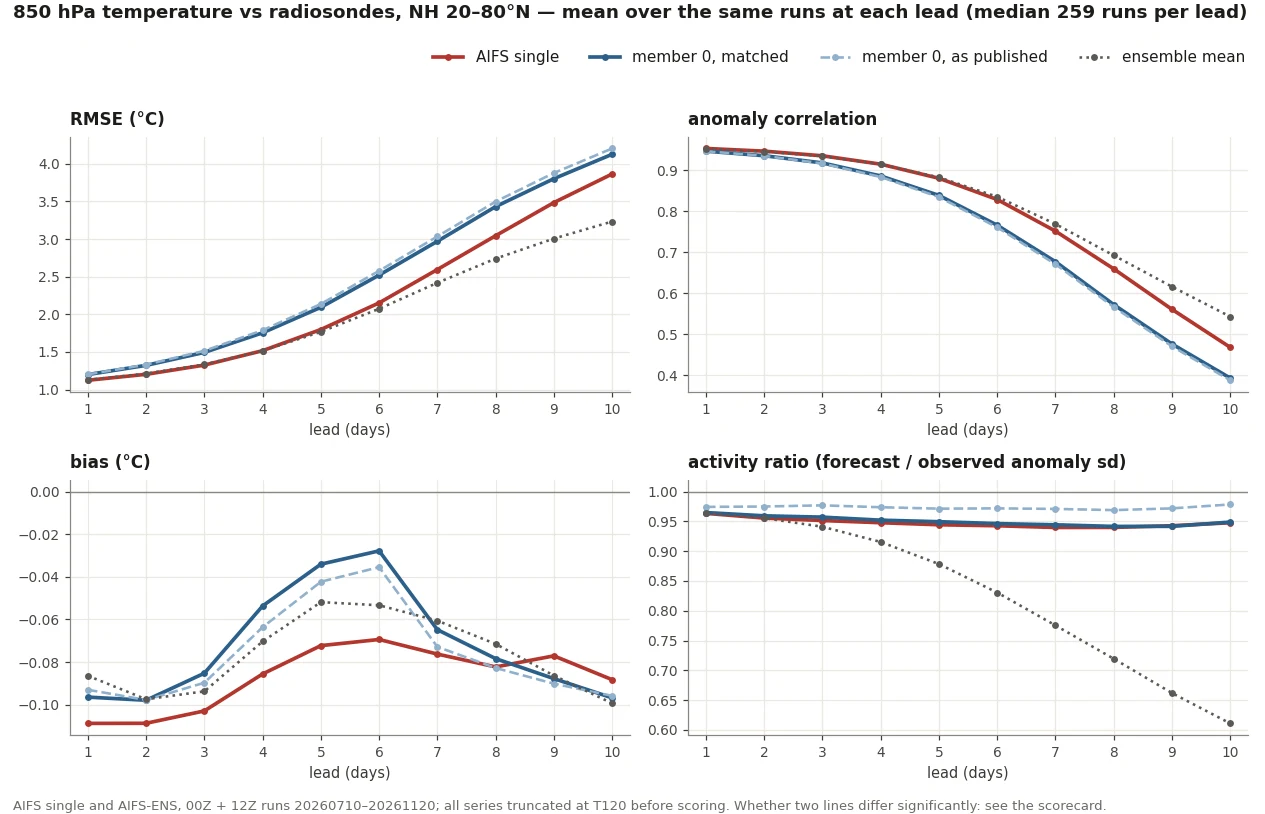 850 hPa temperature vs radiosondes, NH 20–80°N — mean over the same runs at each lead (median 259 runs per lead)
AIFS single member 0, matched member 0, as published ensemble mean
RMSE (°C)
4.0
3.5
3.0
2.5
2.0
1.5
1.0
1 2 3 4 5 6 7 8 9 10
lead (days)
anomaly correlation
0.9
0.8
0.7
0.6
0.5
0.4
1 2 3 4 5 6 7 8 9 10
lead (days)
bias (°C)
0.00
−0.02
−0.04
−0.06
−0.08
−0.10
1 2 3 4 5 6 7 8 9 10
lead (days)
activity ratio (forecast / observed anomaly sd)
1.00
0.95
0.90
0.85
0.80
0.75
0.70
0.65
0.60
1 2 3 4 5 6 7 8 9 10
lead (days)
AIFS single and AIFS-ENS, 00Z + 12Z runs 20260710–20261120; all series truncated at T120 before scoring. Whether two lines differ significantly: see the scorecard.